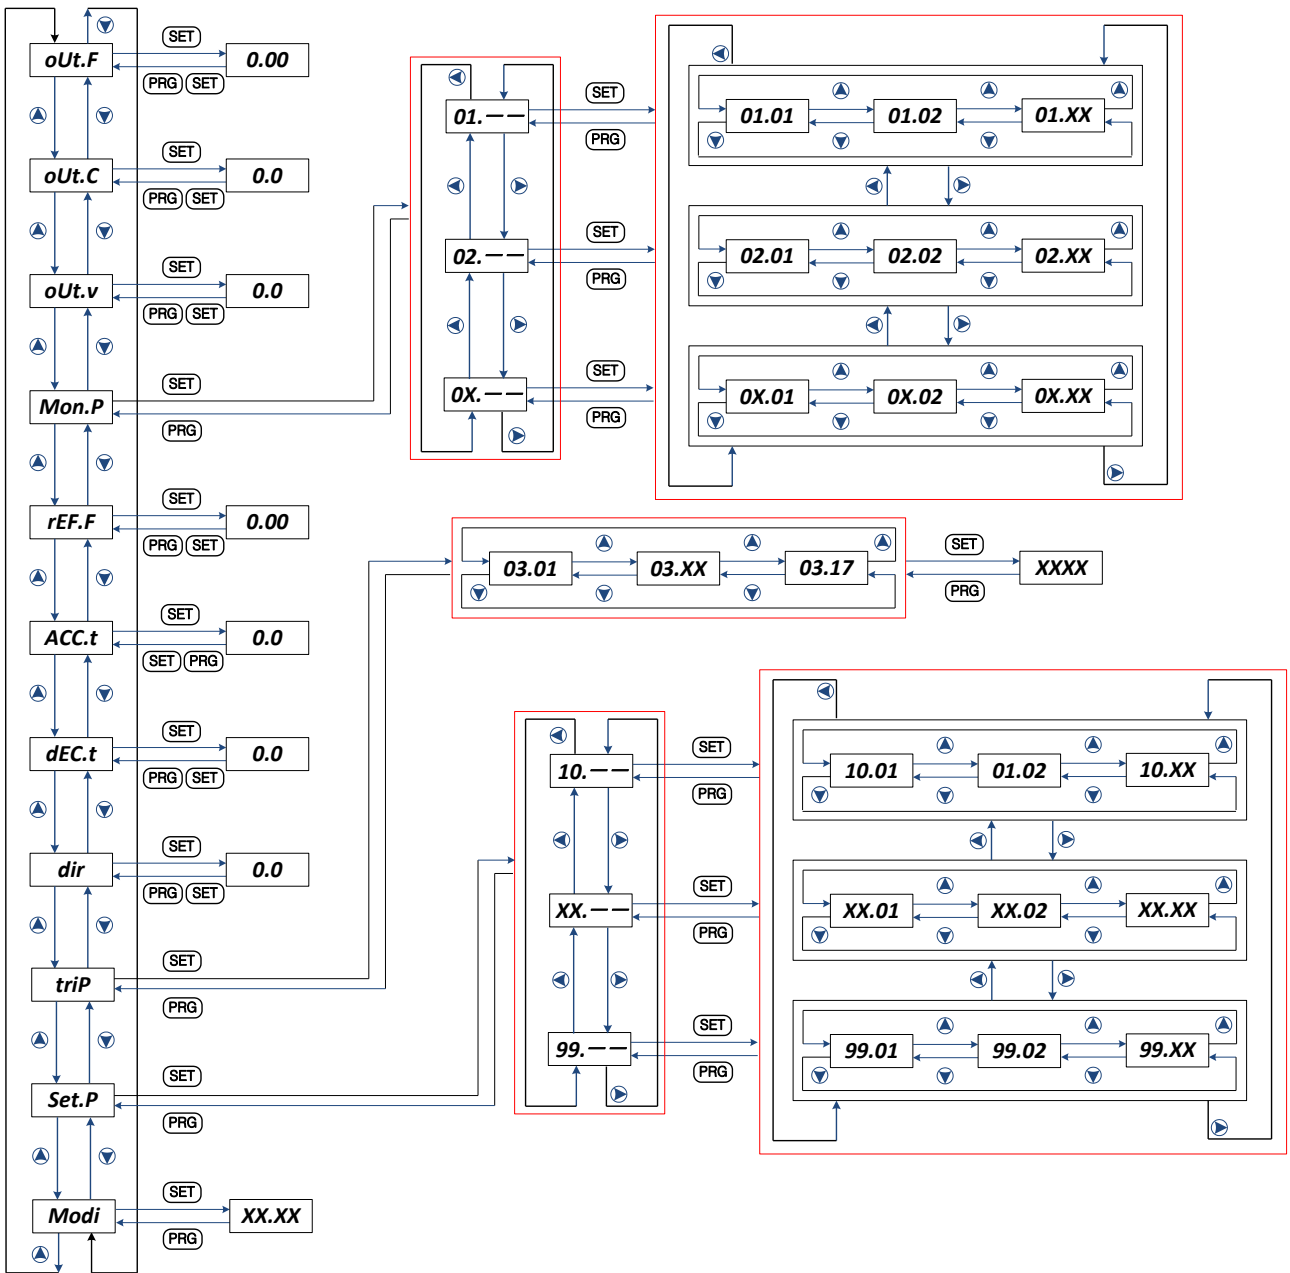 oUt.F
SET
PRG SET
0.00
oUt.C
SET
PRG SET
0.0
oUt.v
SET
PRG SET
0.0
Mon.P
SET
PRG
rEF.F
SET
PRG SET
0.00
ACC.t
SET
SET PRG
0.0
dEC.t
SET
PRG SET
0.0
dir
SET
PRG SET
0.0
triP
SET
PRG
Set.P
SET
PRG
Modi
SET
PRG
XX.XX
01.――
SET
PRG
02.――
SET
PRG
0X.――
SET
PRG
01.01 01.02 01.XX
02.01 02.02 02.XX
0X.01 0X.02 0X.XX
03.01 03.XX 03.17
SET
PRG
XXXX
10.――
SET
PRG
XX.――
SET
PRG
99.――
SET
PRG
10.01 01.02 10.XX
XX.01 XX.02 XX.XX
99.01 99.02 99.XX